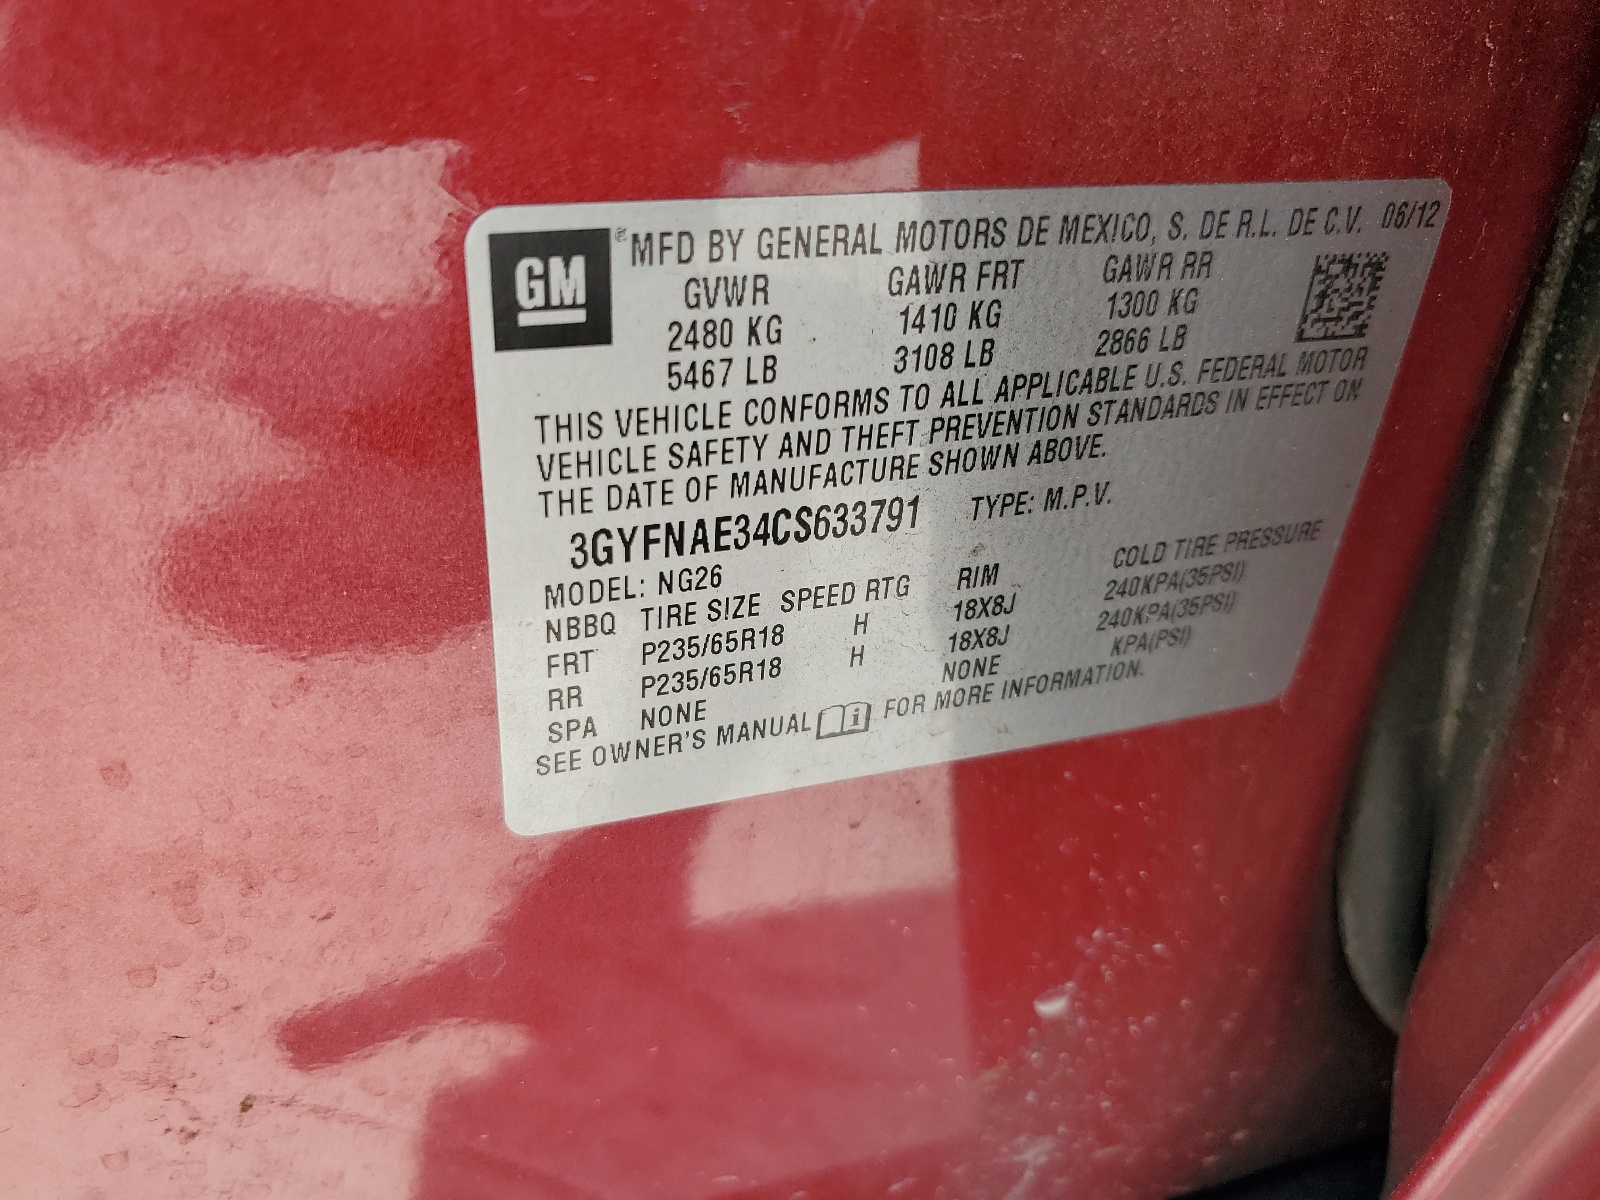 GM ® MFD BY GENERAL MOTORS DE MEXICO, S. DE R.L. DE C.V. 06/12
GVWR GAWR FRT GAWR RR
2480 KG 1410 KG 1300 KG
5467 LB 3108 LB 2866 LB
THIS VEHICLE CONFORMS TO ALL APPLICABLE U.S. FEDERAL MOTOR
VEHICLE SAFETY AND THEFT PREVENTION STANDARDS IN EFFECT ON
THE DATE OF MANUFACTURE SHOWN ABOVE.
3GYFNAE34CS633791 TYPE: M.P.V.
MODEL: NG26
NBBQ TIRE SIZE SPEED RTG RIM COLD TIRE PRESSURE
FRT P235/65R18 H 18X8J 240KPA(35PSI)
RR P235/65R18 H 18X8J 240KPA(35PSI)
SPA NONE NONE KPA(PSI)
SEE OWNER'S MANUAL i FOR MORE INFORMATION.